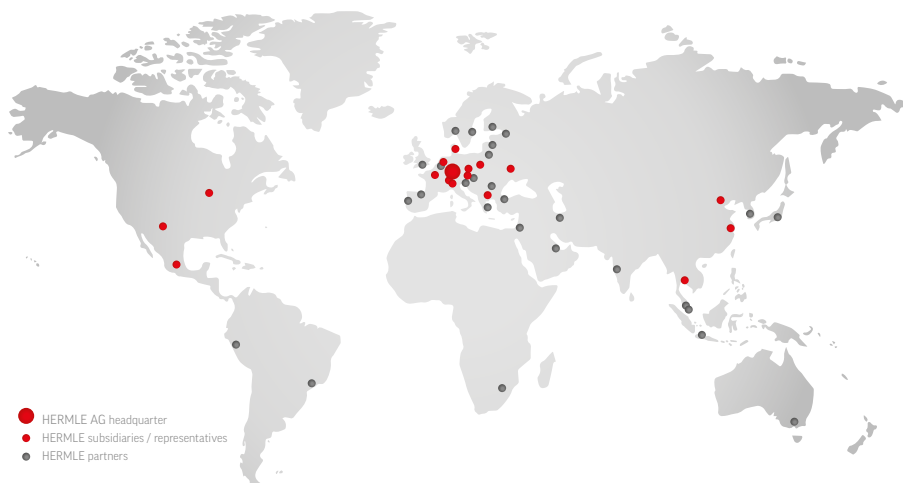 HERMLE AG headquarter
HERMLE subsidiaries / representatives
HERMLE partners